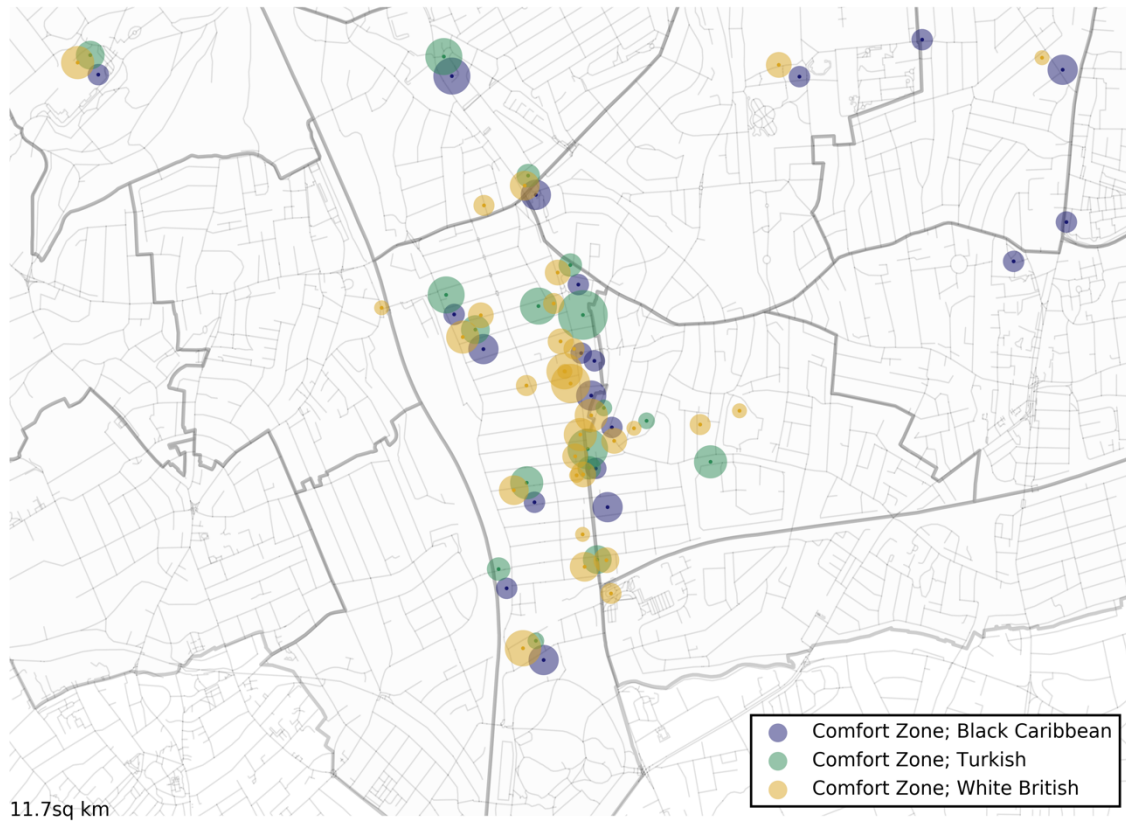 Comfort Zone; Black Caribbean
Comfort Zone; Turkish
Comfort Zone; White British
11.7sq km